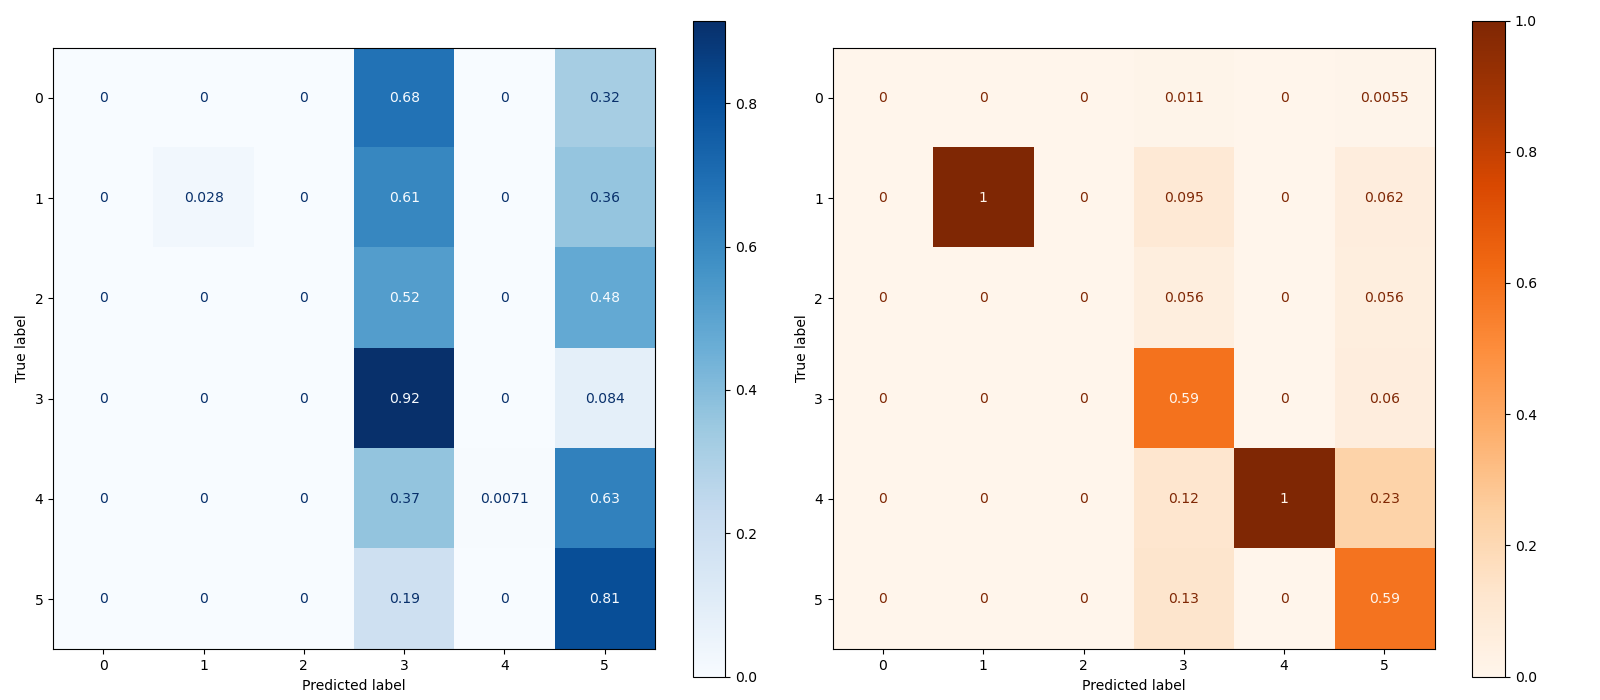 0 0 0 0.68 0 0.32
0 0.028 0 0.61 0 0.36
0 0 0 0.52 0 0.48
0 0 0 0.92 0 0.084
0 0 0 0.37 0.0071 0.63
0 0 0 0.19 0 0.81
0
1
2
3
4
5
True label
0 1 2 3 4 5
Predicted label
0.8
0.6
0.4
0.2
0.0
0 0 0 0.011 0 0.0055
0 1 0 0.095 0 0.062
0 0 0 0.056 0 0.056
0 0 0 0.59 0 0.06
0 0 0 0.12 1 0.23
0 0 0 0.13 0 0.59
0
1
2
3
4
5
True label
0 1 2 3 4 5
Predicted label
1.0
0.8
0.6
0.4
0.2
0.0